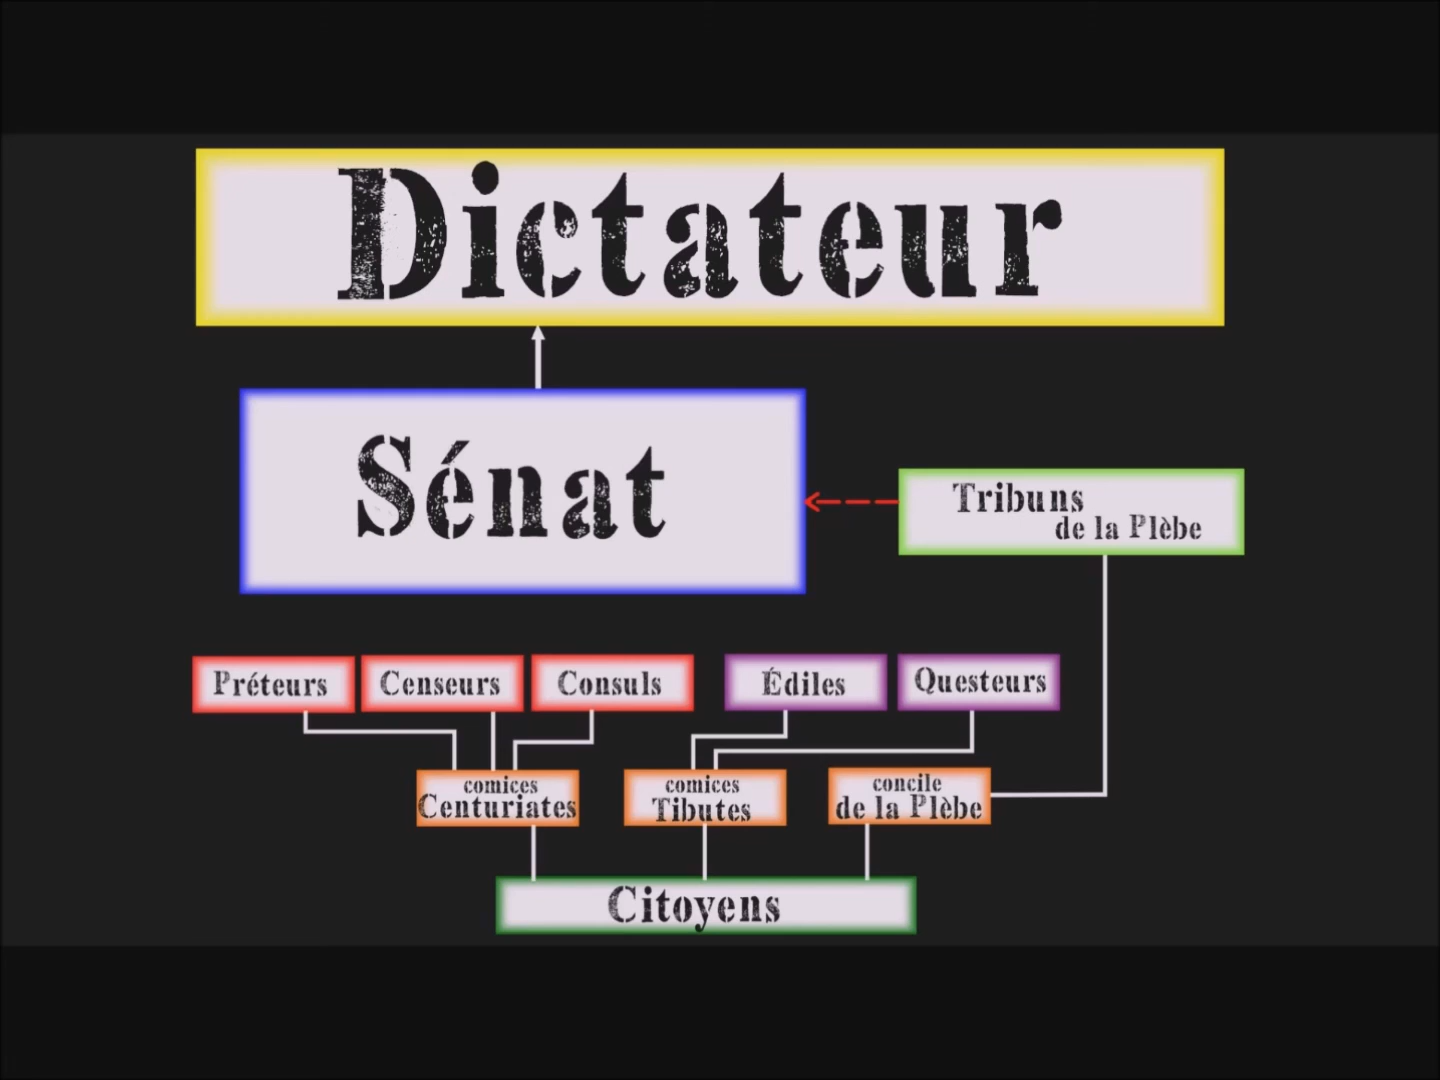 Dictateur
Sénat
Tribuns
de la Plèbe
Préteurs
Censeurs
Consuls
Édiles
Questeurs
comices
Centuriates
comices
Tibutes
concile
de la Plèbe
Citoyens